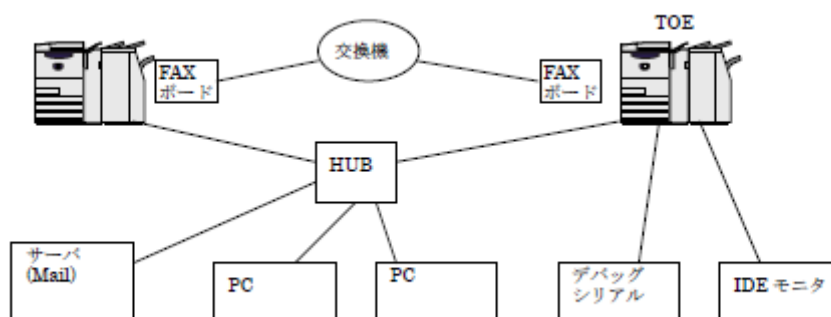 TOE
交換機
FAX
ボード
FAX
ボード
HUB
サーバ
(Mail)
PC
PC
デバッグ
シリアル
IDE モニタ